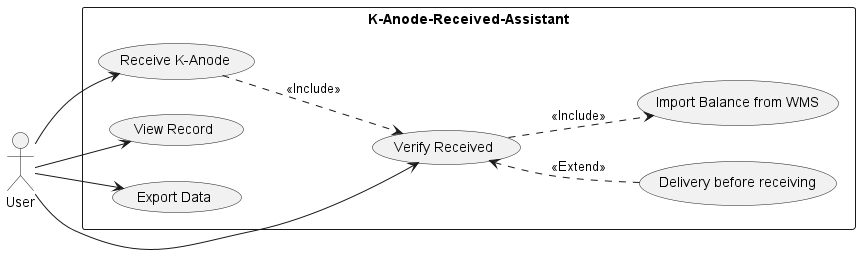 K-Anode-Received-Assistant
Receive K-Anode
«Include»
Import Balance from WMS
«Include»
View Record
Verify Received
«Extend»
Delivery before receiving
Export Data
User